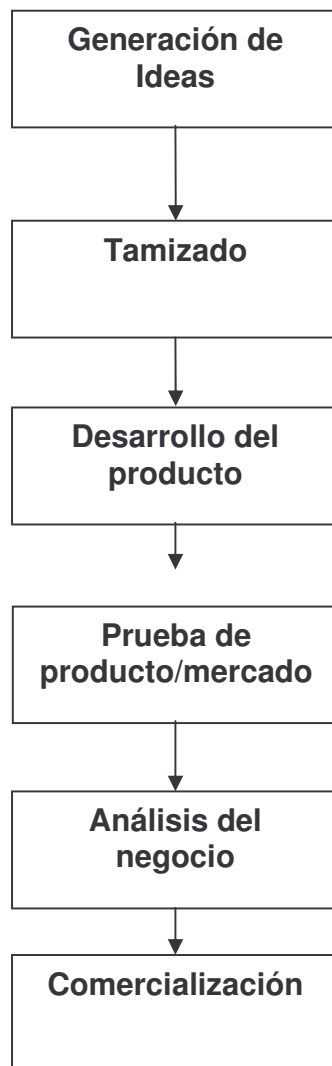 Generación de
Ideas
Tamizado
Desarrollo del
producto
Prueba de
producto/mercado
Análisis del
negocio
Comercialización